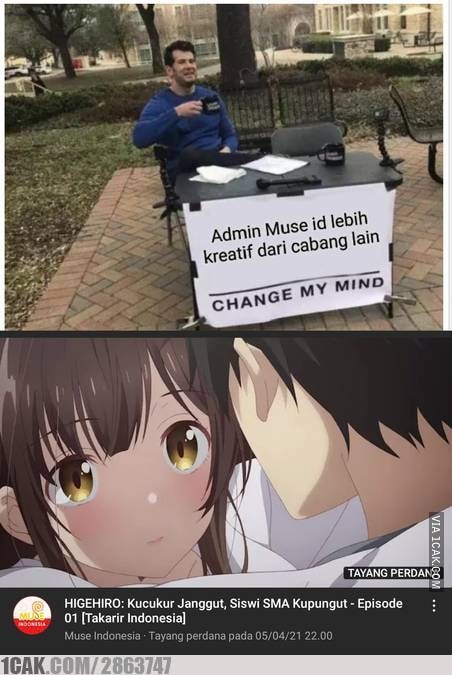 Admin Muse id lebih
kreatif dari cabang lain
CHANGE MY MIND
VIA 1CAK.COM
TAYANG PERDANA
MUSE
INDONESIA
HIGEHIRO: Kucukur Janggut, Siswi SMA Kupungut - Episode
01 [Takarir Indonesia]
Muse Indonesia · Tayang perdana pada 05/04/21 22.00
1CAK.COM/2863747